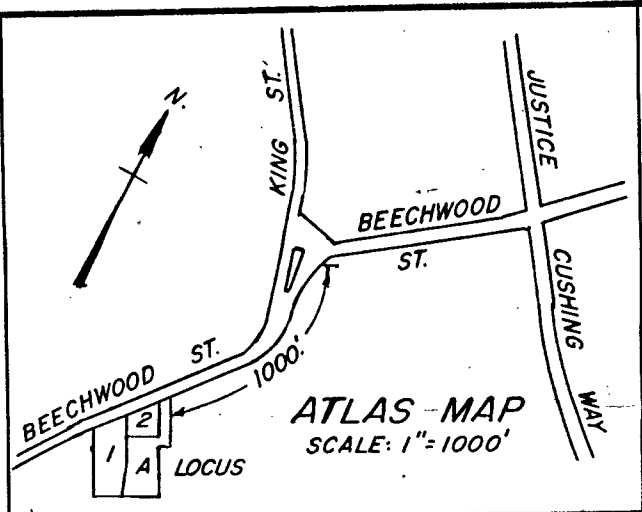 N.
KING ST.
JUSTICE CUSHING WAY
BEECHWOOD ST.
BEECHWOOD ST.
1000'
2
1
A
LOCUS
ATLAS MAP
SCALE: 1"=1000'